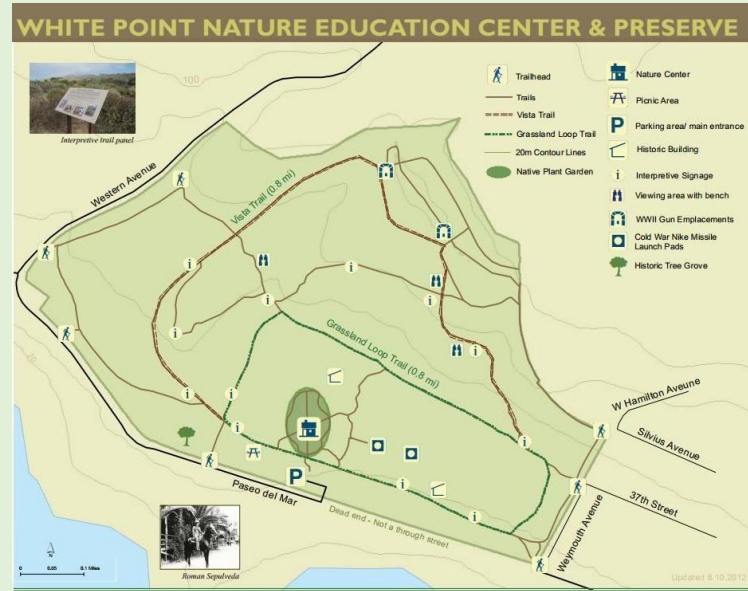 WHITE POINT NATURE EDUCATION CENTER & PRESERVE
100
Interpretive trail panel
Western Avenue
Vista Trail (0.8 mi)
Grassland Loop Trail (0.8 mi)
Trailhead
Trails
Vista Trail
Grassland Loop Trail
20m Contour Lines
Native Plant Garden
Nature Center
Picnic Area
P
Parking area/ main entrance
Historic Building
i
Interpretive Signage
Viewing area with bench
WWII Gun Emplacements
Cold War Nike Missile
Launch Pads
Historic Tree Grove
i
i
i
i
i
i
i
i
i
i
i
i
W Hamilton Aveune
Silvius Avenue
37th Street
Weymouth Avenue
P
Paseo del Mar
Dead end - Not a through street
Roman Sepulveda
N
0 0.05 0.1 Miles
Updated 8.10.2012